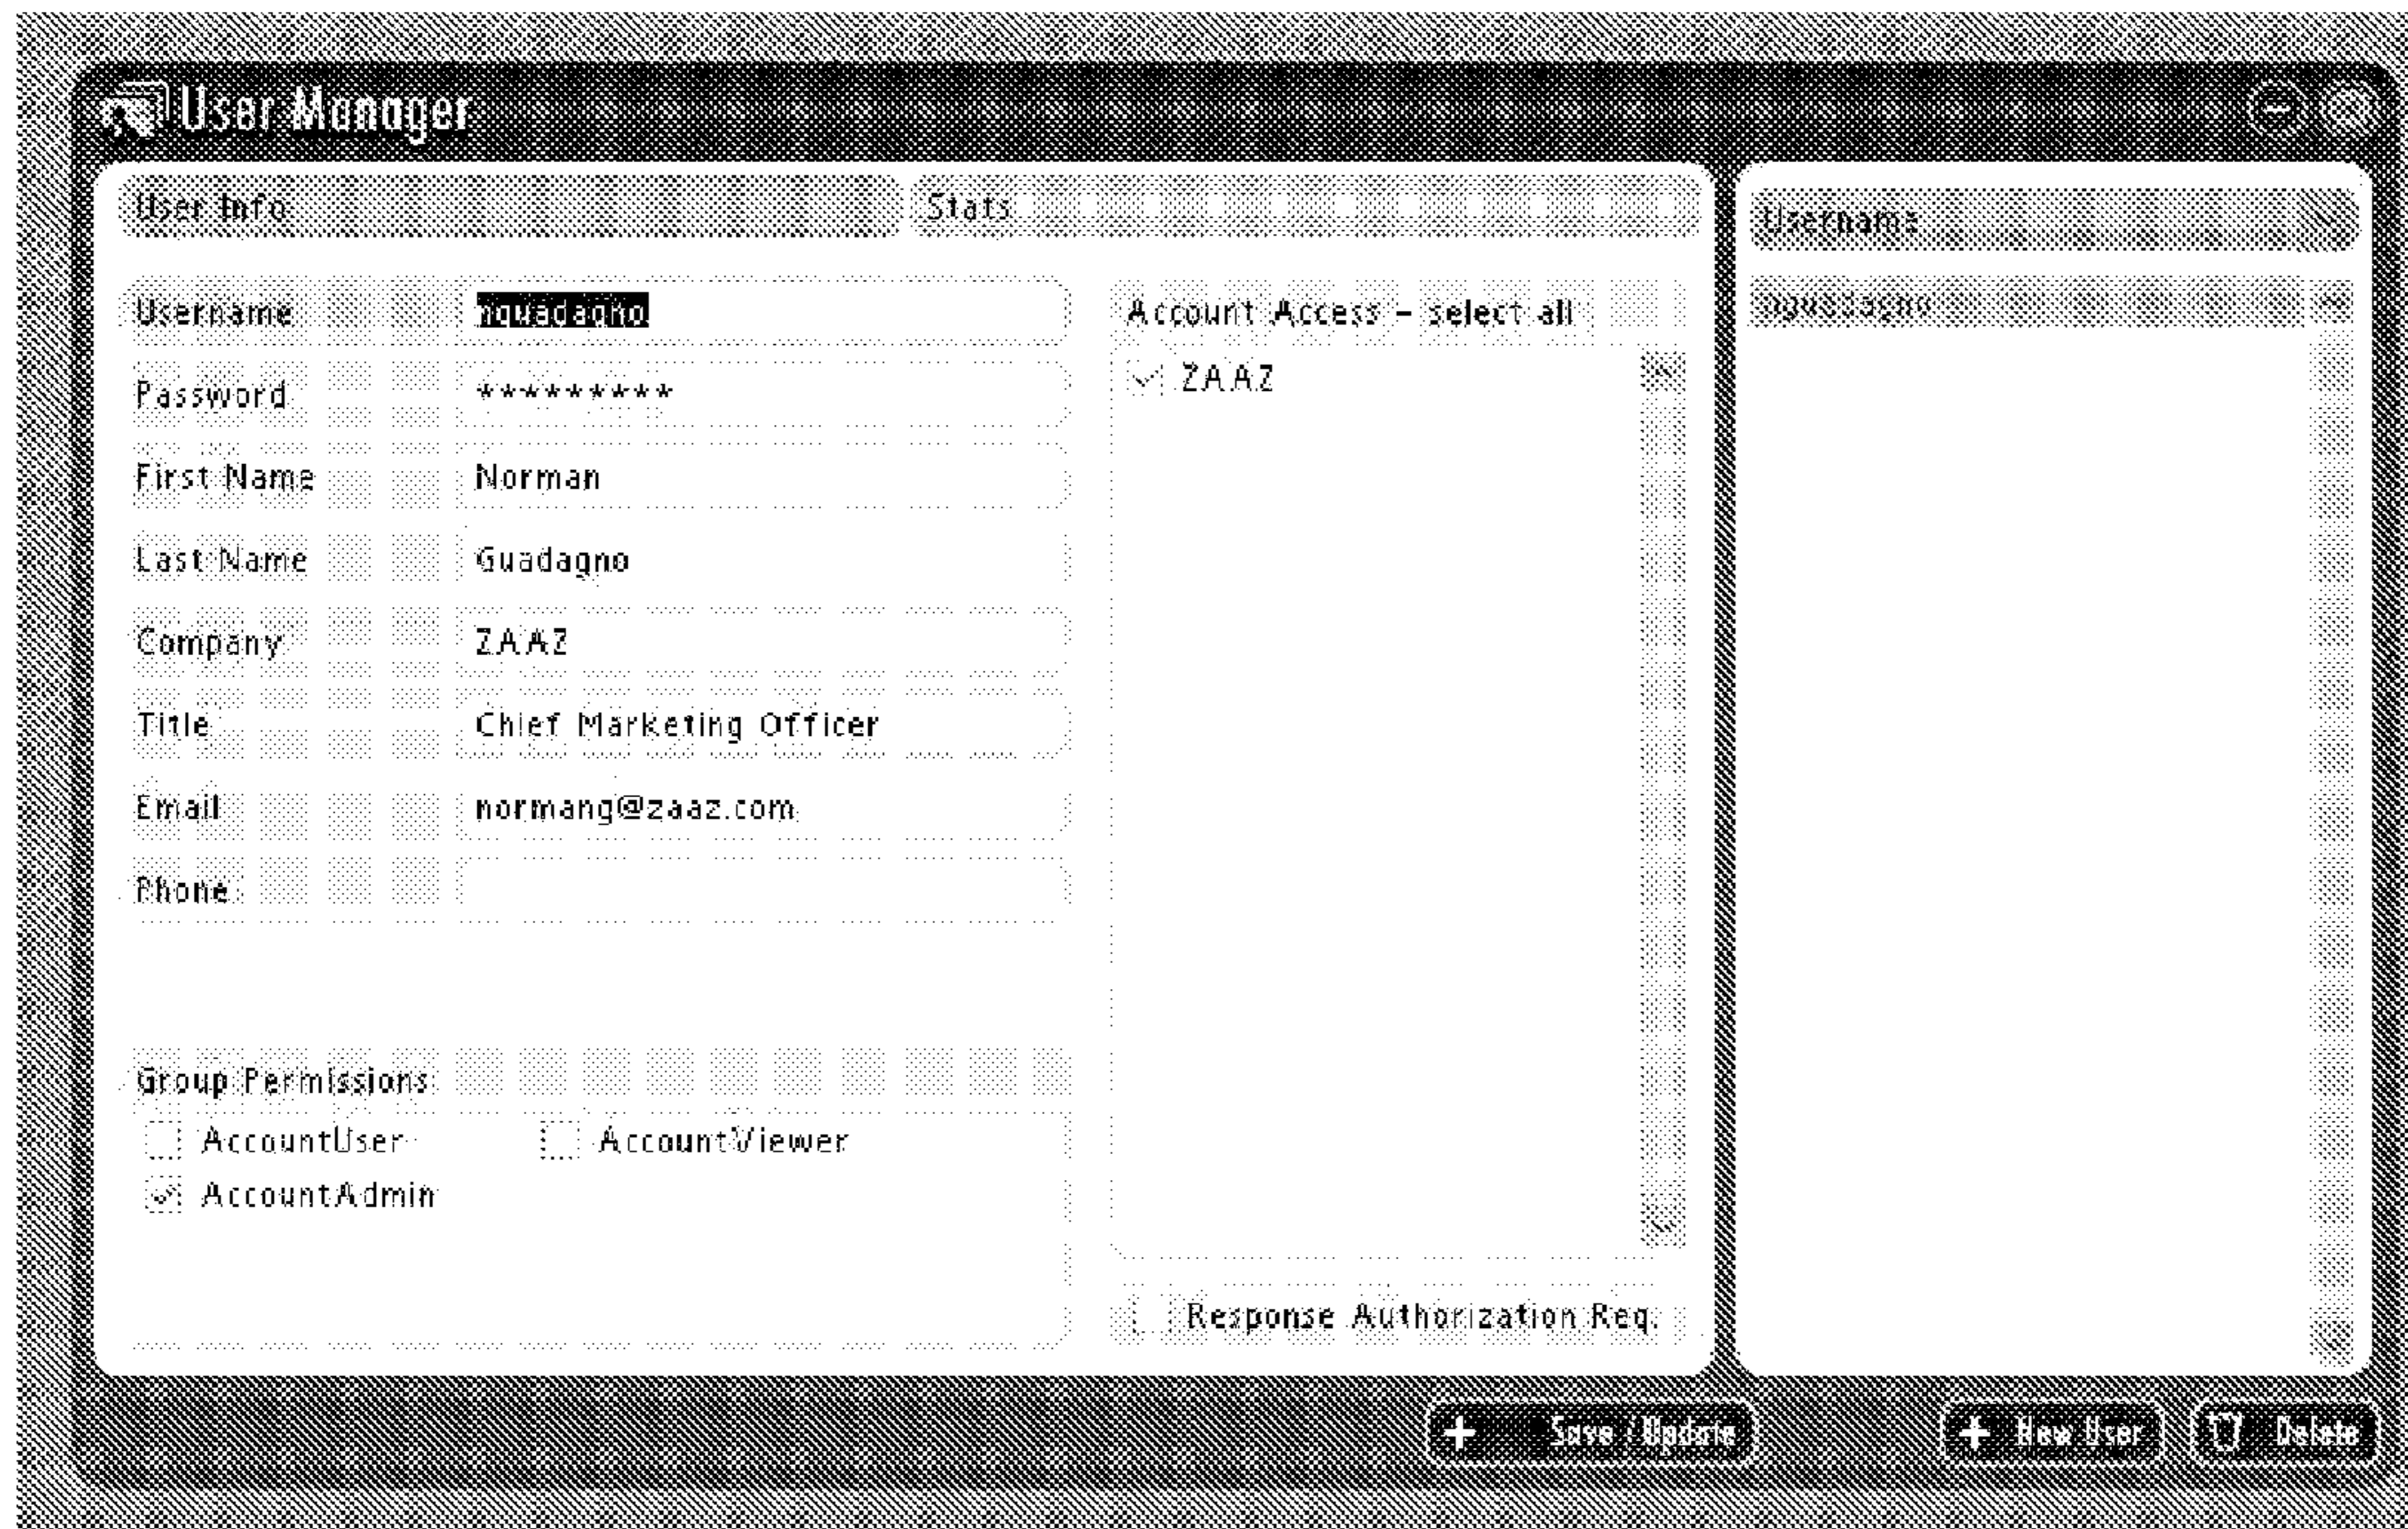 User Manager
User Info
Stats
Username nguadagno
Password *********
First Name Norman
Last Name Guadagno
Company ZAAZ
Title Chief Marketing Officer
Email normang@zaaz.com
Phone
Group Permissions
AccountUser AccountViewer
AccountAdmin
Account Access - select all
ZAAZ
Response Authorization Req.
Username
nguadagno
+ Save / Update
+ New User
Delete